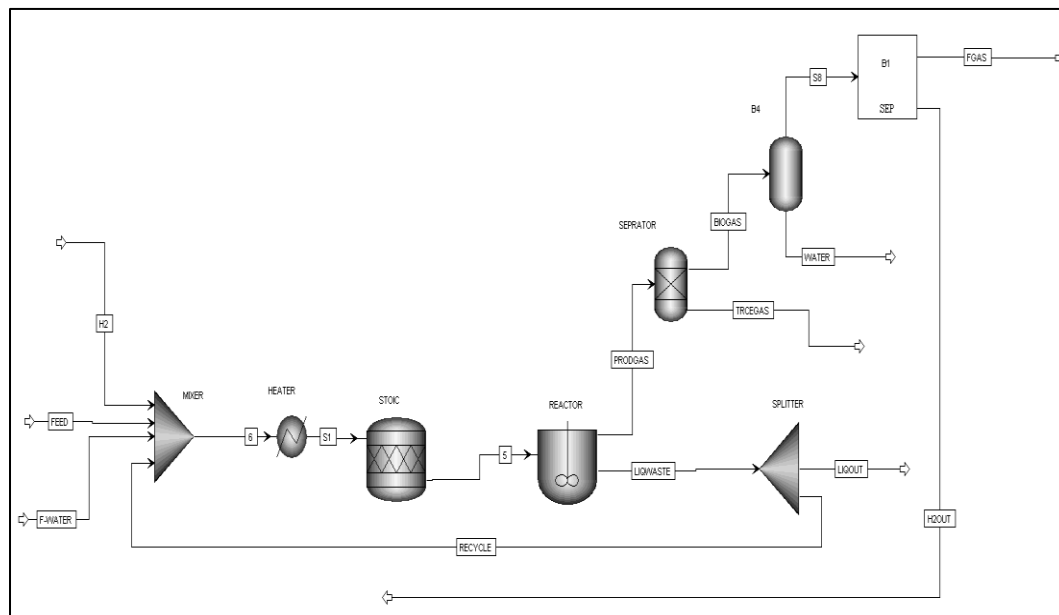 B1
SEP
FGAS
S8
B4
BIOGAS
SEPRATOR
WATER
TRCEGAS
H2
PRODGAS
MIXER
HEATER
STOIC
REACTOR
SPLITTER
FEED
6
S1
5
LIQWASTE
LIQOUT
F-WATER
H2OUT
RECYCLE